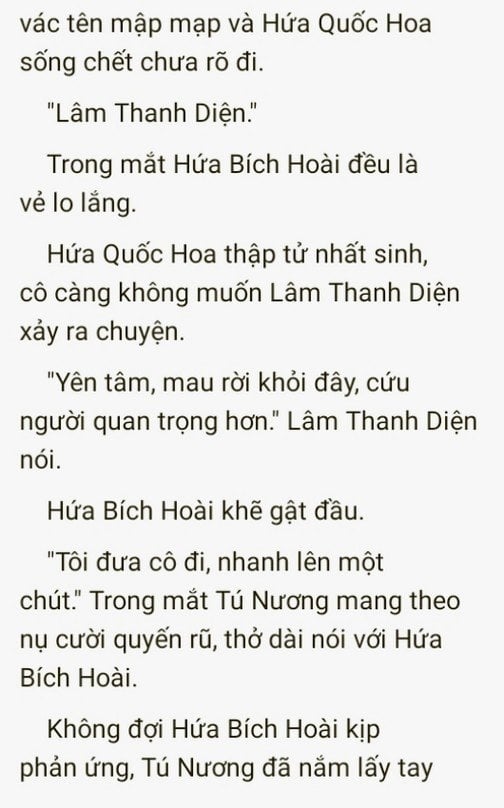 vác tên mập mạp và Hứa Quốc Hoa
sống chết chưa rõ đi.
"Lâm Thanh Diện."
Trong mắt Hứa Bích Hoài đều là
vẻ lo lắng.
Hứa Quốc Hoa thập tử nhất sinh,
cô càng không muốn Lâm Thanh Diện
xảy ra chuyện.
"Yên tâm, mau rời khỏi đây, cứu
người quan trọng hơn." Lâm Thanh Diện
nói.
Hứa Bích Hoài khẽ gật đầu.
"Tôi đưa cô đi, nhanh lên một
chút." Trong mắt Tú Nương mang theo
nụ cười quyến rũ, thở dài nói với Hứa
Bích Hoài.
Không đợi Hứa Bích Hoài kịp
phản ứng, Tú Nương đã nắm lấy tay